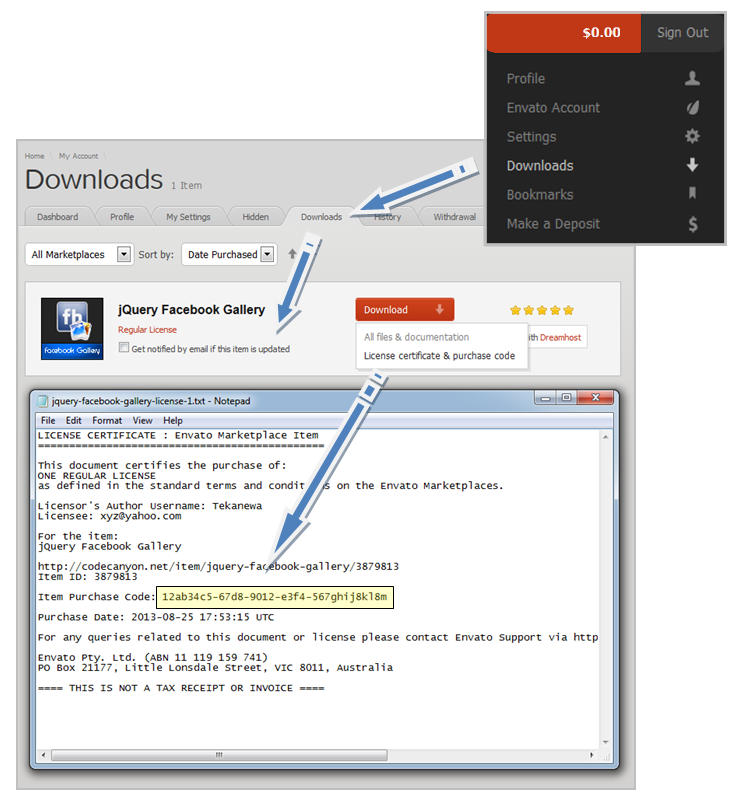 $0.00 Sign Out
Profile
Envato Account
Settings
Downloads
Bookmarks
Make a Deposit
Home \ My Account \
Downloads 1 Item
Dashboard Profile My Settings Hidden Downloads History Withdrawal
All Marketplaces Sort by: Date Purchased
jQuery Facebook Gallery
Regular License
Get notified by email if this item is updated
fb
Facebook Gallery
Download
All files & documentation
License certificate & purchase code
with Dreamhost
jquery-facebook-gallery-license-1.txt - Notepad
File Edit Format View Help
LICENSE CERTIFICATE : Envato Marketplace Item
==============================================
This document certifies the purchase of:
ONE REGULAR LICENSE
as defined in the standard terms and conditions on the Envato Marketplaces.
Licensor's Author Username: Tekanewa
Licensee: xyz@yahoo.com
For the item:
jQuery Facebook Gallery
http://codecanyon.net/item/jquery-facebook-gallery/3879813
Item ID: 3879813
Item Purchase Code: 12ab34c5-67d8-9012-e3f4-567ghij8kl8m
Purchase Date: 2013-08-25 17:53:15 UTC
For any queries related to this document or license please contact Envato Support via http
Envato Pty. Ltd. (ABN 11 119 159 741)
PO Box 21177, Little Lonsdale Street, VIC 8011, Australia
==== THIS IS NOT A TAX RECEIPT OR INVOICE ====